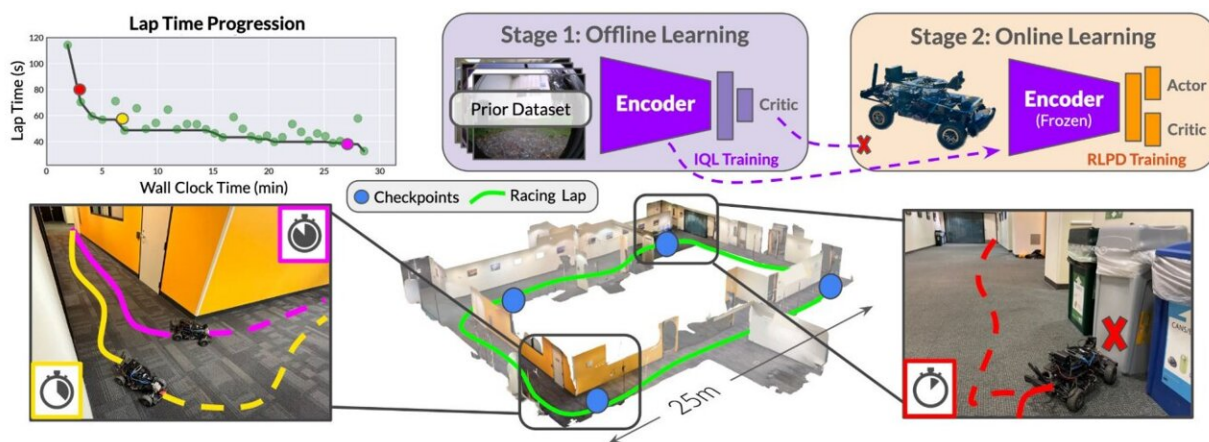 Lap Time Progression
Lap Time (s)
120
100
80
60
40
0
5
10
15
20
25
30
Wall Clock Time (min)
Stage 1: Offline Learning
Prior Dataset
Encoder
Critic
IQL Training
Stage 2: Online Learning
Encoder
(Frozen)
Actor
Critic
RLPD Training
Checkpoints
Racing Lap
25m